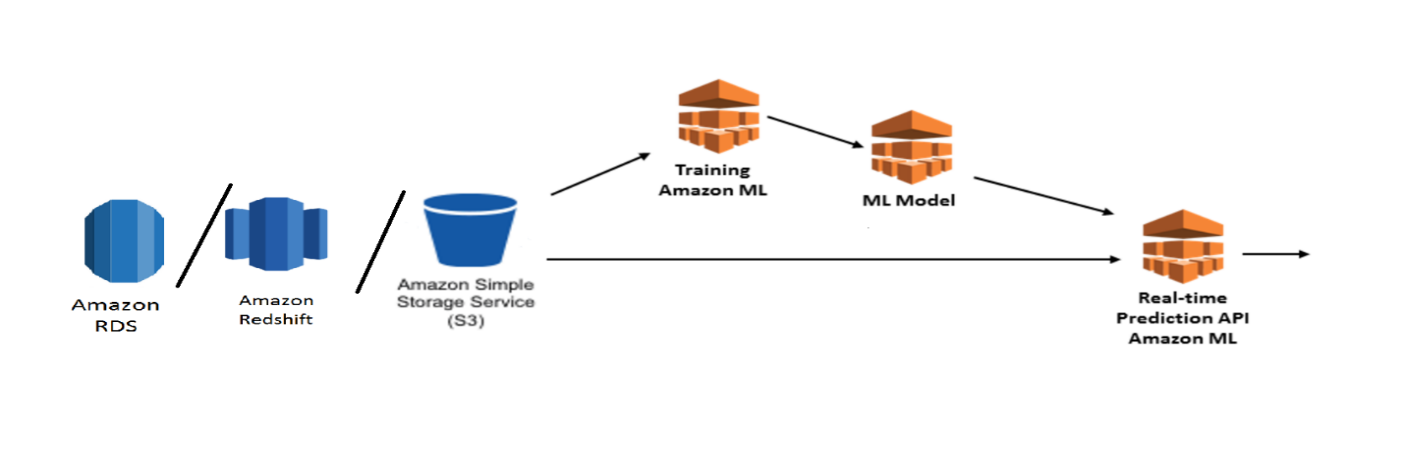 Amazon
RDS
Amazon
Redshift
Amazon Simple
Storage Service
(S3)
Training
Amazon ML
ML Model
Real-time
Prediction API
Amazon ML